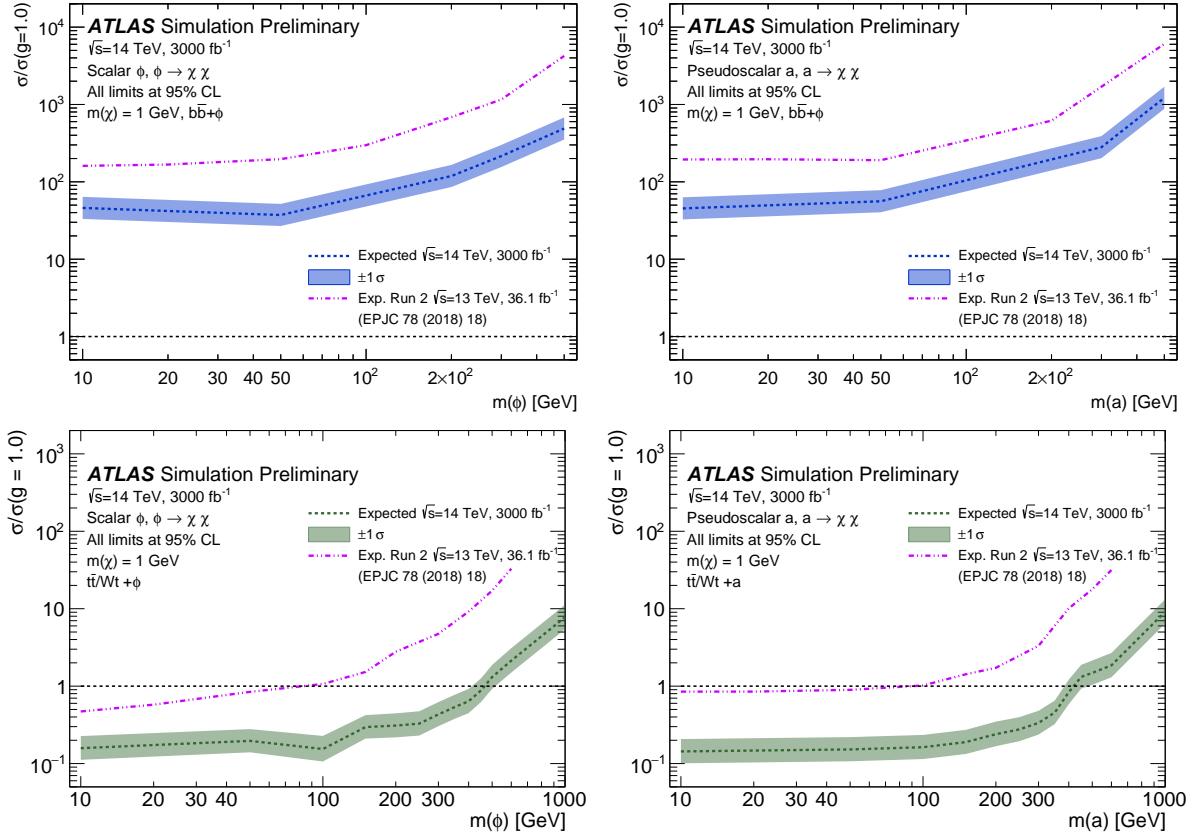 ATLAS Simulation Preliminary
√s=14 TeV, 3000 fb⁻¹
Scalar ϕ, ϕ → χ χ
All limits at 95% CL
m(χ) = 1 GeV, bb̅+ϕ
Expected √s=14 TeV, 3000 fb⁻¹
±1 σ
Exp. Run 2 √s=13 TeV, 36.1 fb⁻¹
(EPJC 78 (2018) 18)
σ/σ(g=1.0)
10⁴
10³
10²
10
1
10 20 30 40 50 10² 2×10²
m(ϕ) [GeV]
ATLAS Simulation Preliminary
√s=14 TeV, 3000 fb⁻¹
Pseudoscalar a, a → χ χ
All limits at 95% CL
m(χ) = 1 GeV, bb̅+ϕ
Expected √s=14 TeV, 3000 fb⁻¹
±1 σ
Exp. Run 2 √s=13 TeV, 36.1 fb⁻¹
(EPJC 78 (2018) 18)
σ/σ(g=1.0)
10⁴
10³
10²
10
1
10 20 30 40 50 10² 2×10²
m(a) [GeV]
ATLAS Simulation Preliminary
√s=14 TeV, 3000 fb⁻¹
Scalar ϕ, ϕ → χ χ
All limits at 95% CL
m(χ) = 1 GeV
tt̅/Wt +ϕ
Expected √s=14 TeV, 3000 fb⁻¹
±1 σ
Exp. Run 2 √s=13 TeV, 36.1 fb⁻¹
(EPJC 78 (2018) 18)
σ/σ(g = 1.0)
10³
10²
10
1
10⁻¹
10 20 30 40 100 200 300 1000
m(ϕ) [GeV]
ATLAS Simulation Preliminary
√s=14 TeV, 3000 fb⁻¹
Pseudoscalar a, a → χ χ
All limits at 95% CL
m(χ) = 1 GeV
tt̅/Wt +a
Expected √s=14 TeV, 3000 fb⁻¹
±1 σ
Exp. Run 2 √s=13 TeV, 36.1 fb⁻¹
(EPJC 78 (2018) 18)
σ/σ(g = 1.0)
10³
10²
10
1
10⁻¹
10 20 30 40 100 200 300 1000
m(a) [GeV]